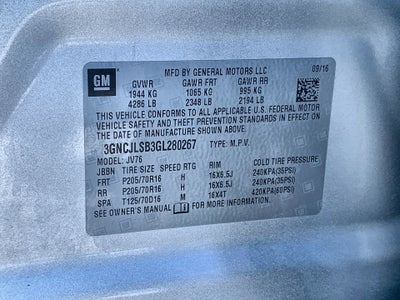 GM
MFD BY GENERAL MOTORS LLC 09/16
GVWR GAWR FRT GAWR RR
1944 KG 1065 KG 995 KG
4286 LB 2348 LB 2194 LB
THIS VEHICLE CONFORMS TO ALL APPLICABLE U.S. FEDERAL MOTOR
VEHICLE SAFETY AND THEFT PREVENTION STANDARDS IN EFFECT ON
THE DATE OF MANUFACTURE SHOWN ABOVE.
3GNCJLSB3GL280267 TYPE: M.P.V.
MODEL: JV76
JBBN TIRE SIZE SPEED RTG RIM COLD TIRE PRESSURE
FRT P205/70R16 H 16X6.5J 240KPA(35PSI)
RR P205/70R16 H 16X6.5J 240KPA(35PSI)
SPA T125/70D16 M 16X4T 420KPA(60PSI)
SEE OWNER'S MANUAL FOR ADDITIONAL INFORMATION.